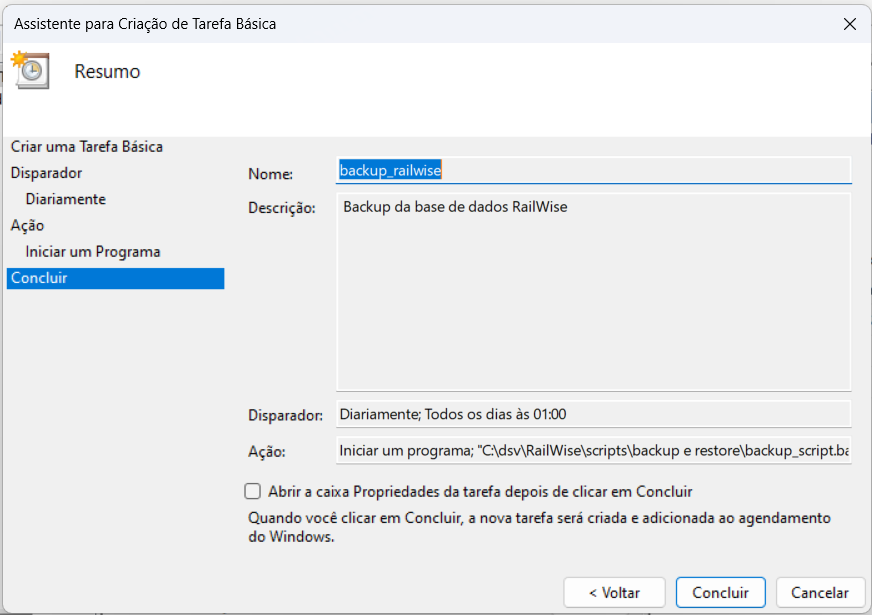 Assistente para Criação de Tarefa Básica
Resumo
Criar uma Tarefa Básica
Disparador
Diariamente
Ação
Iniciar um Programa
Concluir
Nome: backup_railwise
Descrição: Backup da base de dados RailWise
Disparador: Diariamente; Todos os dias às 01:00
Ação: Iniciar um programa; "C:\dsv\RailWise\scripts\backup e restore\backup_script.ba
Abrir a caixa Propriedades da tarefa depois de clicar em Concluir
Quando você clicar em Concluir, a nova tarefa será criada e adicionada ao agendamento
do Windows.
< Voltar Concluir Cancelar